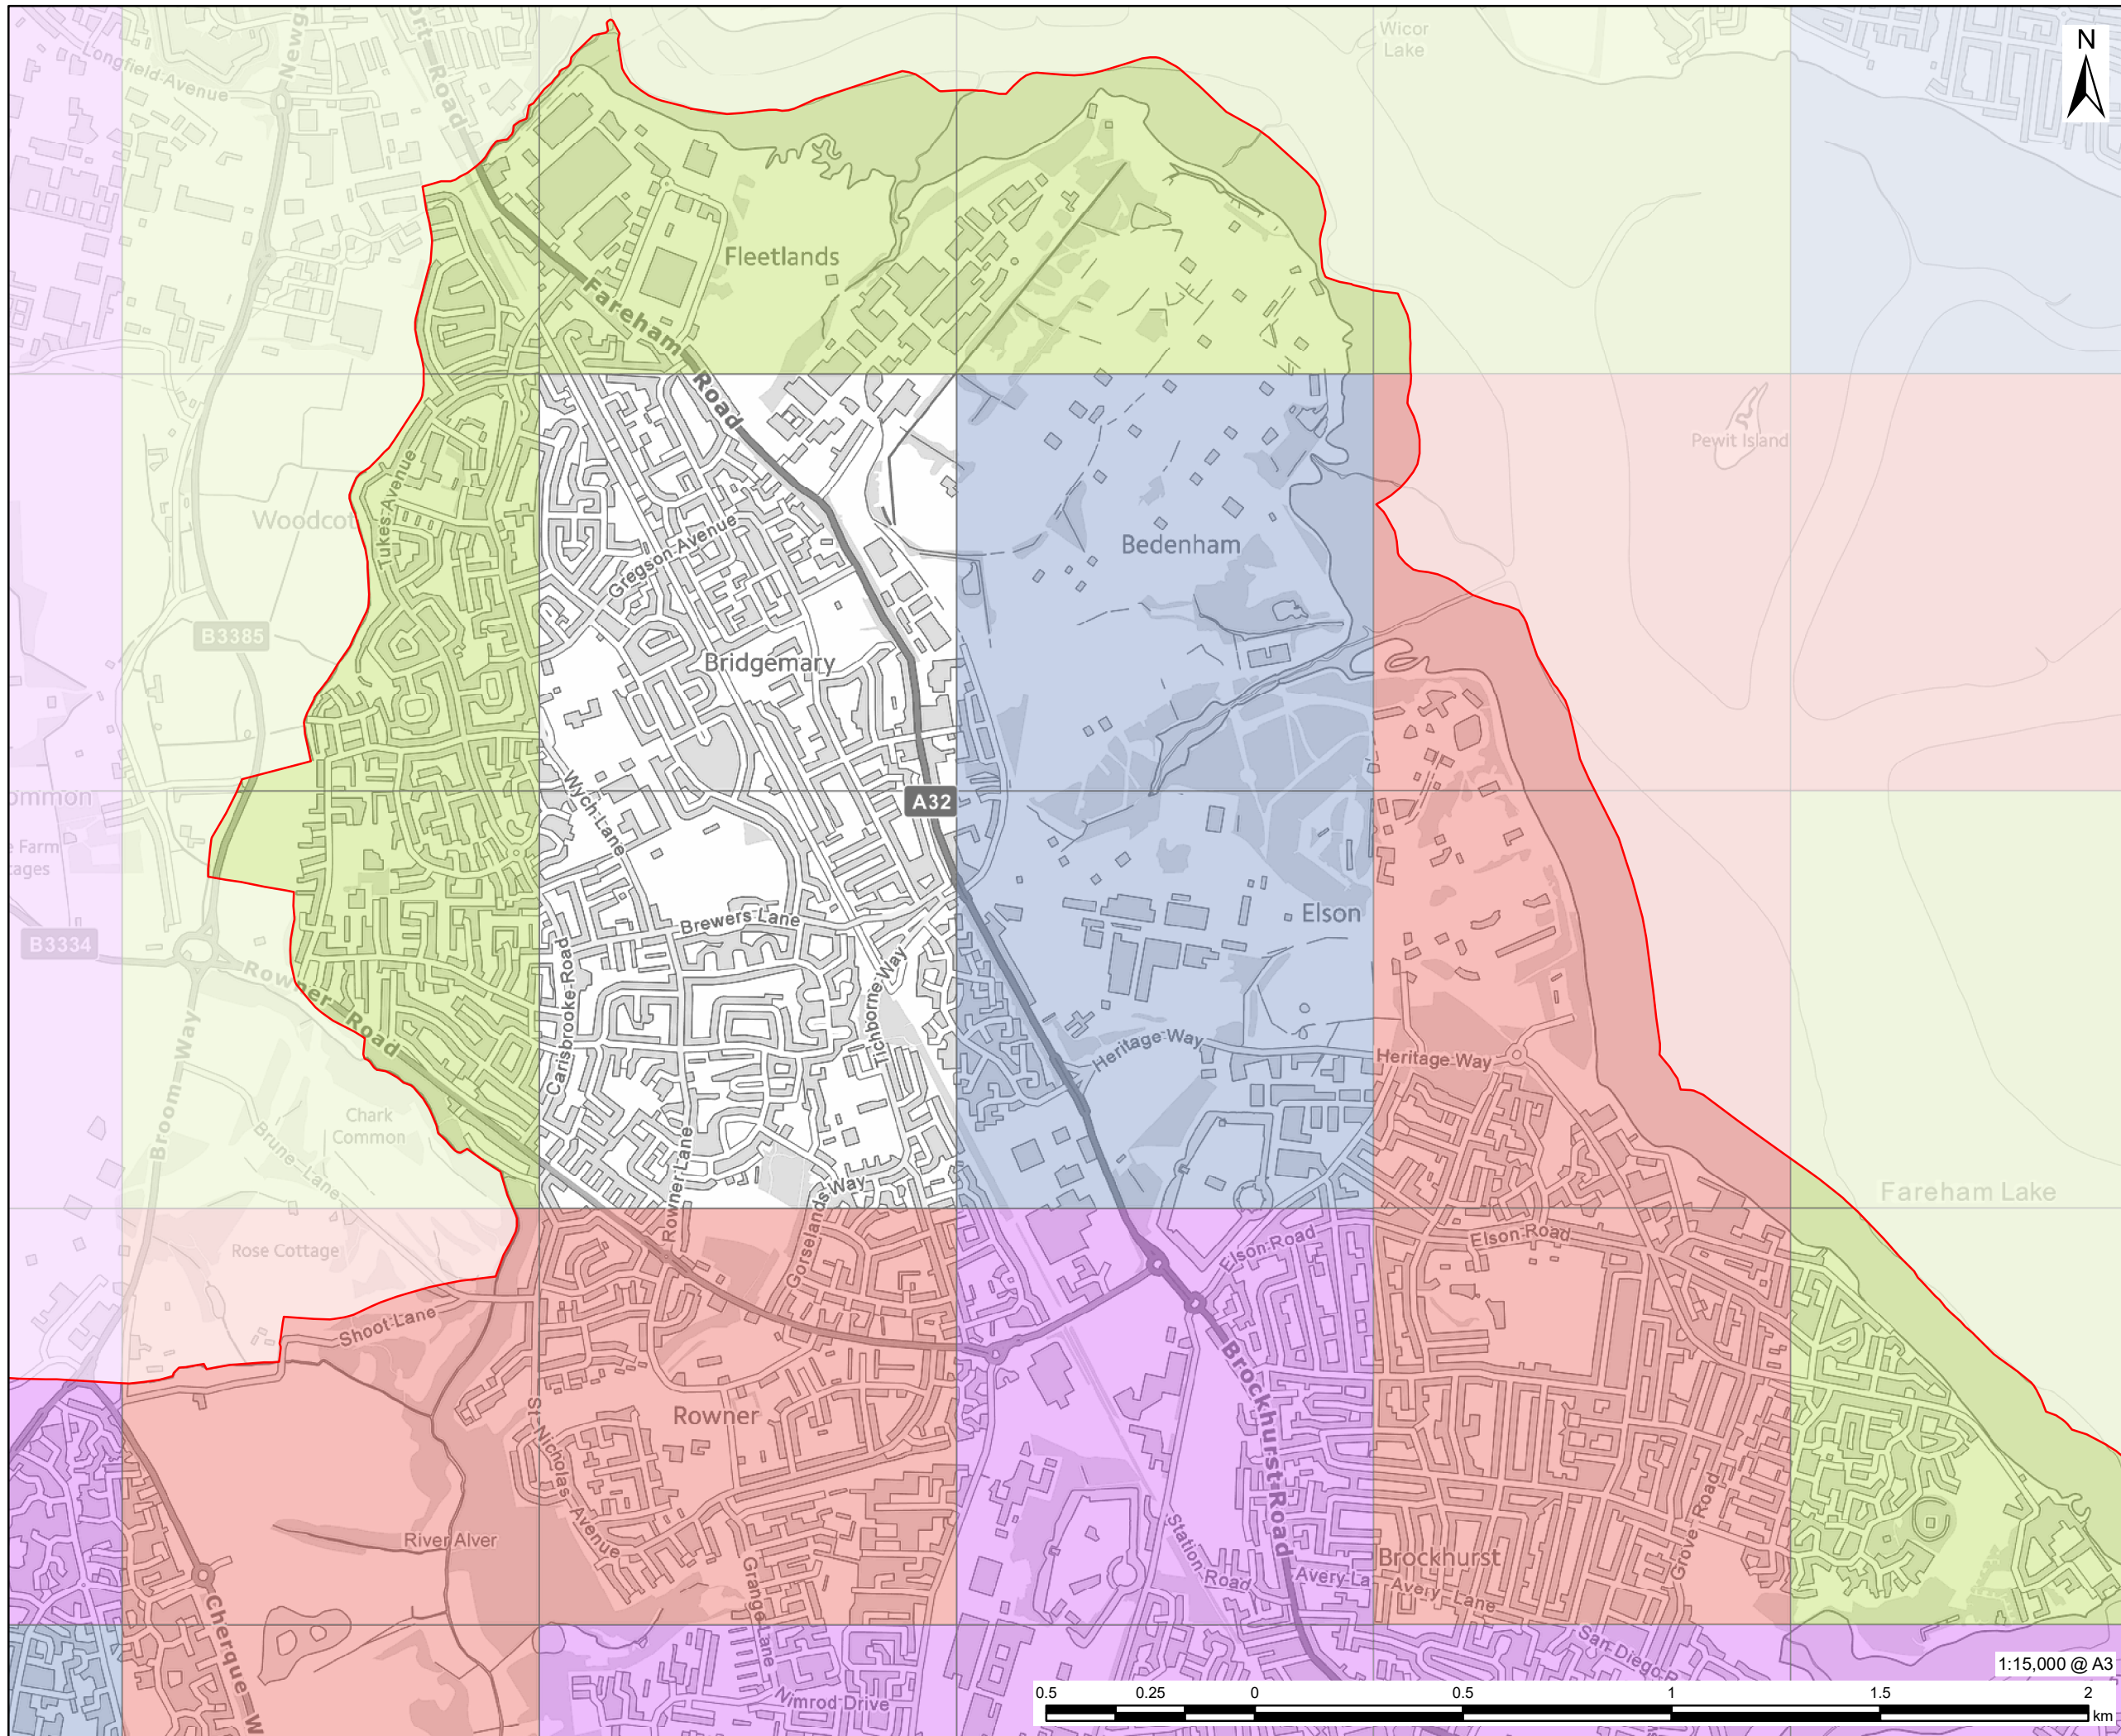 Wicor
Lake
N
Longfield Avenue
Newg
ort Road
Fleetlands
Fareham Road
Pewit Island
Woodcot
Tukes Avenue
Gregson Avenue
Bedenham
B3385
Bridgemary
ommon
Wych Lane
A32
e Farm
tages
Brewers Lane
Elson
B3334
Rowner Road
Carisbrooke Road
Tichborne Way
Heritage Way
Heritage Way
Broom Way
Chark
Common
Brune Lane
Rowner Lane
Gorselands Way
Fareham Lake
Rose Cottage
Elson Road
Elson Road
Shoot Lane
Brockhurst Road
St Nicholas Avenue
Rowner
River Alver
Station Road
Grove Road
Brockhurst
Avery La
Avery Lane
Grange Lane
Cherque W
San Diego R
Nimrod Drive
1:15,000 @ A3
0.5 0.25 0 0.5 1 1.5 2
km